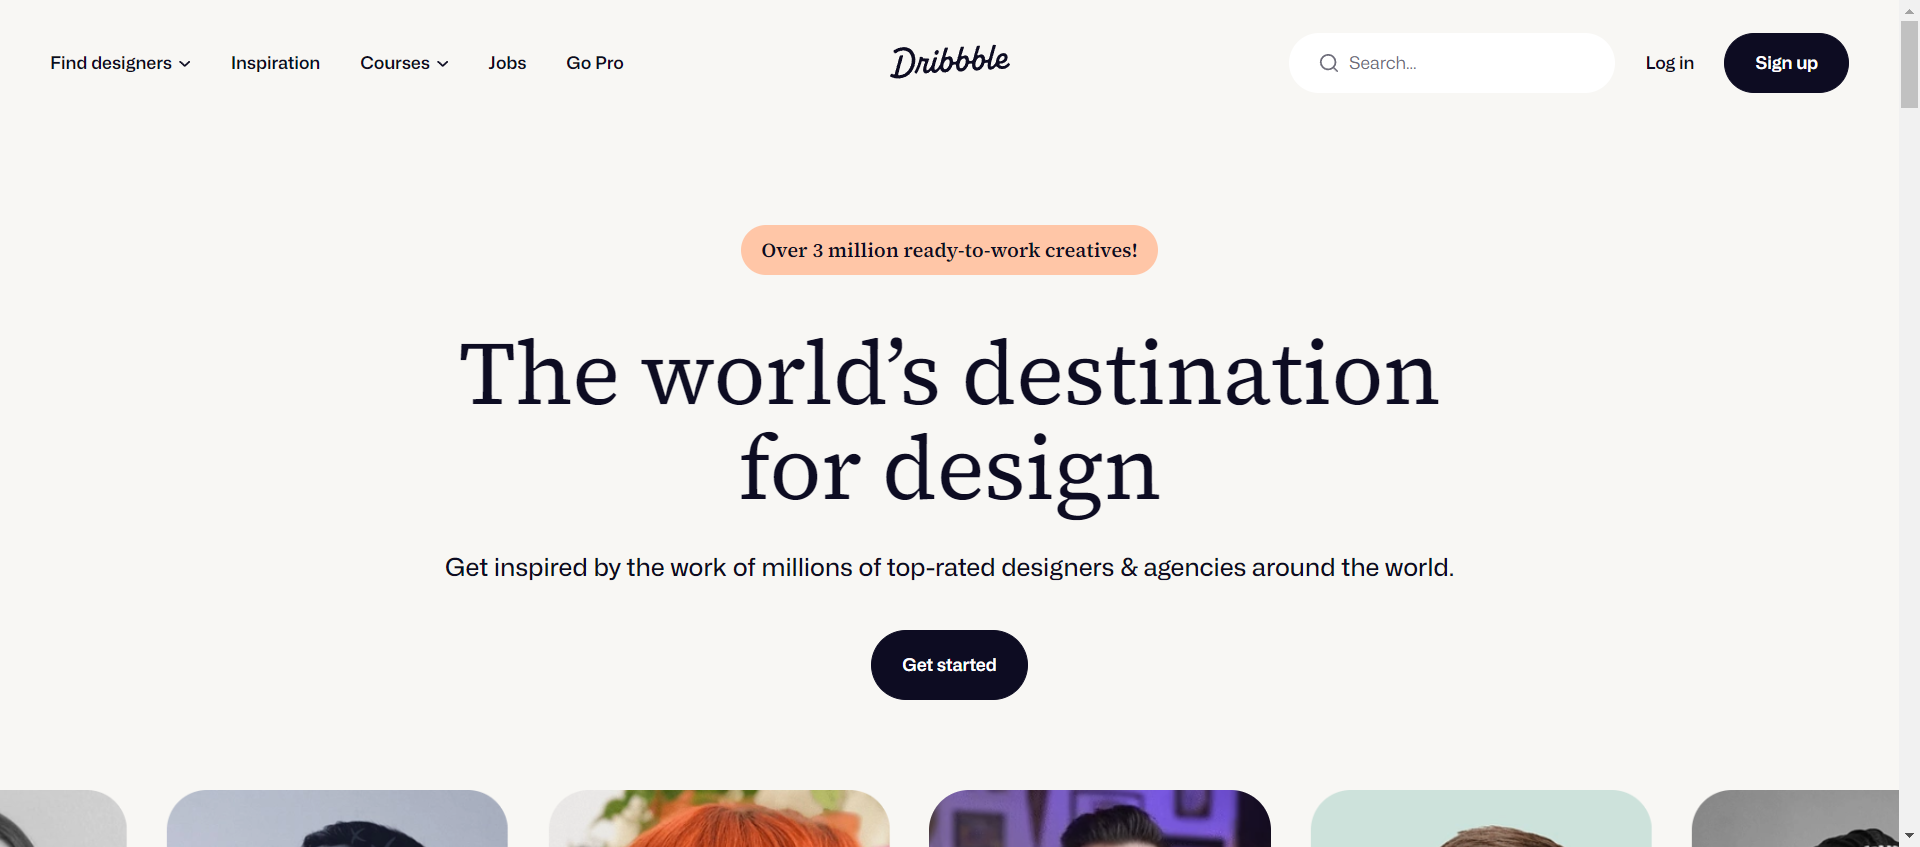 Find designers
Inspiration
Courses
Jobs
Go Pro
Dribbble
Search...
Log in
Sign up
Over 3 million ready-to-work creatives!
The world’s destination
for design
Get inspired by the work of millions of top-rated designers & agencies around the world.
Get started